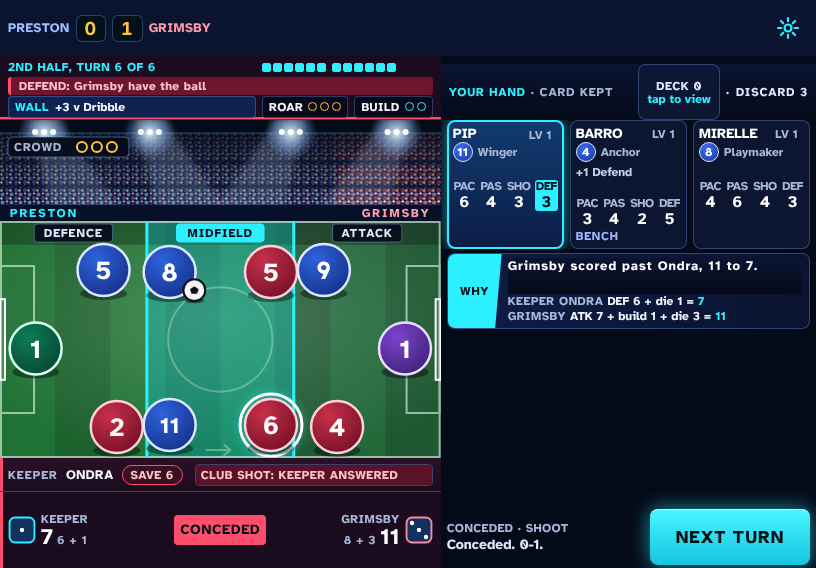 PRESTON 0 1 GRIMSBY
2ND HALF, TURN 6 OF 6
DEFEND: Grimsby have the ball
WALL +3 v Dribble
ROAR
BUILD
CROWD
PRESTON
GRIMSBY
DEFENCE
MIDFIELD
ATTACK
5
8
5
9
1
1
2
11
6
4
KEEPER ONDRA SAVE 6
CLUB SHOT: KEEPER ANSWERED
KEEPER
7 6 + 1
CONCEDED
GRIMSBY
8 + 3 11
YOUR HAND · CARD KEPT
DECK 0
tap to view
· DISCARD 3
PIP LV 1
11 Winger
PAC PAS SHO DEF
6 4 3 3
BARRO LV 1
4 Anchor
+1 Defend
PAC PAS SHO DEF
3 4 2 5
BENCH
MIRELLE LV 1
8 Playmaker
PAC PAS SHO DEF
4 6 4 3
WHY
Grimsby scored past Ondra, 11 to 7.
KEEPER ONDRA DEF 6 + die 1 = 7
GRIMSBY ATK 7 + build 1 + die 3 = 11
CONCEDED · SHOOT
Conceded. 0-1.
NEXT TURN